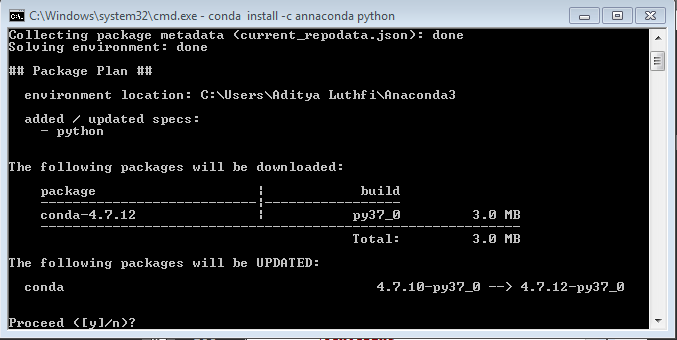 C:\Windows\system32\cmd.exe - conda  install -c annaconda python
Collecting package metadata (current_repodata.json): done
Solving environment: done
## Package Plan ##
  environment location: C:\Users\Aditya Luthfi\Anaconda3
  added / updated specs:
    - python
The following packages will be downloaded:
    package                    |            build
    ---------------------------|-----------------
    conda-4.7.12               |           py37_0         3.0 MB
    ------------------------------------------------------------
                                           Total:         3.0 MB
The following packages will be UPDATED:
  conda                                       4.7.10-py37_0 --> 4.7.12-py37_0
Proceed ([y]/n)?